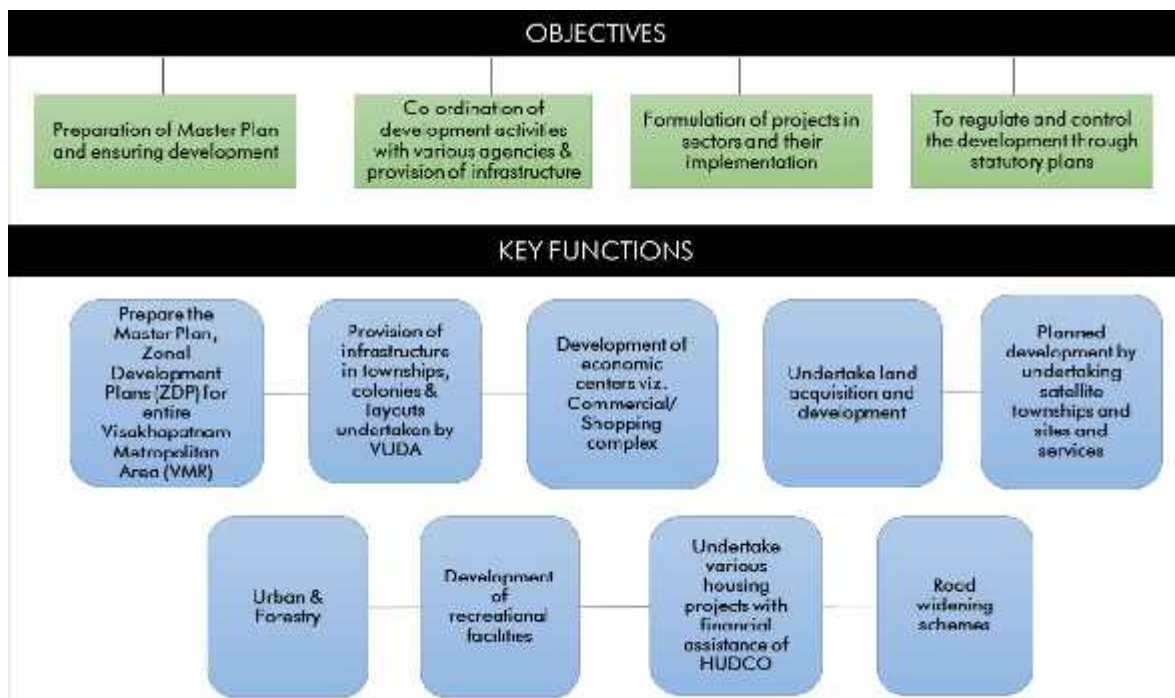 OBJECTIVES
Preparation of Master Plan
and ensuring development
Co ordination of
development activities
with various agencies &
provision of infrastructure
Formulation of projects in
sectors and their
implementation
To regulate and control
the development through
statutory plans
KEY FUNCTIONS
Prepare the
Master Plan,
Zonal
Development
Plans (ZDP) for
entire
Visakhapatnam
Metropolitan
Area (VMR)
Provision of
infrastructure
in townships,
colonies &
layouts
undertaken by
VUDA
Development of
economic
centers viz.
Commercial/
Shopping
complex
Undertake land
acquisition and
development
Planned
development by
undertaking
satellite
townships and
sites and
services
Urban &
Forestry
Development
of
recreational
facilities
Undertake
various
housing
projects with
financial
assistance of
HUDCO
Road
widening
schemes